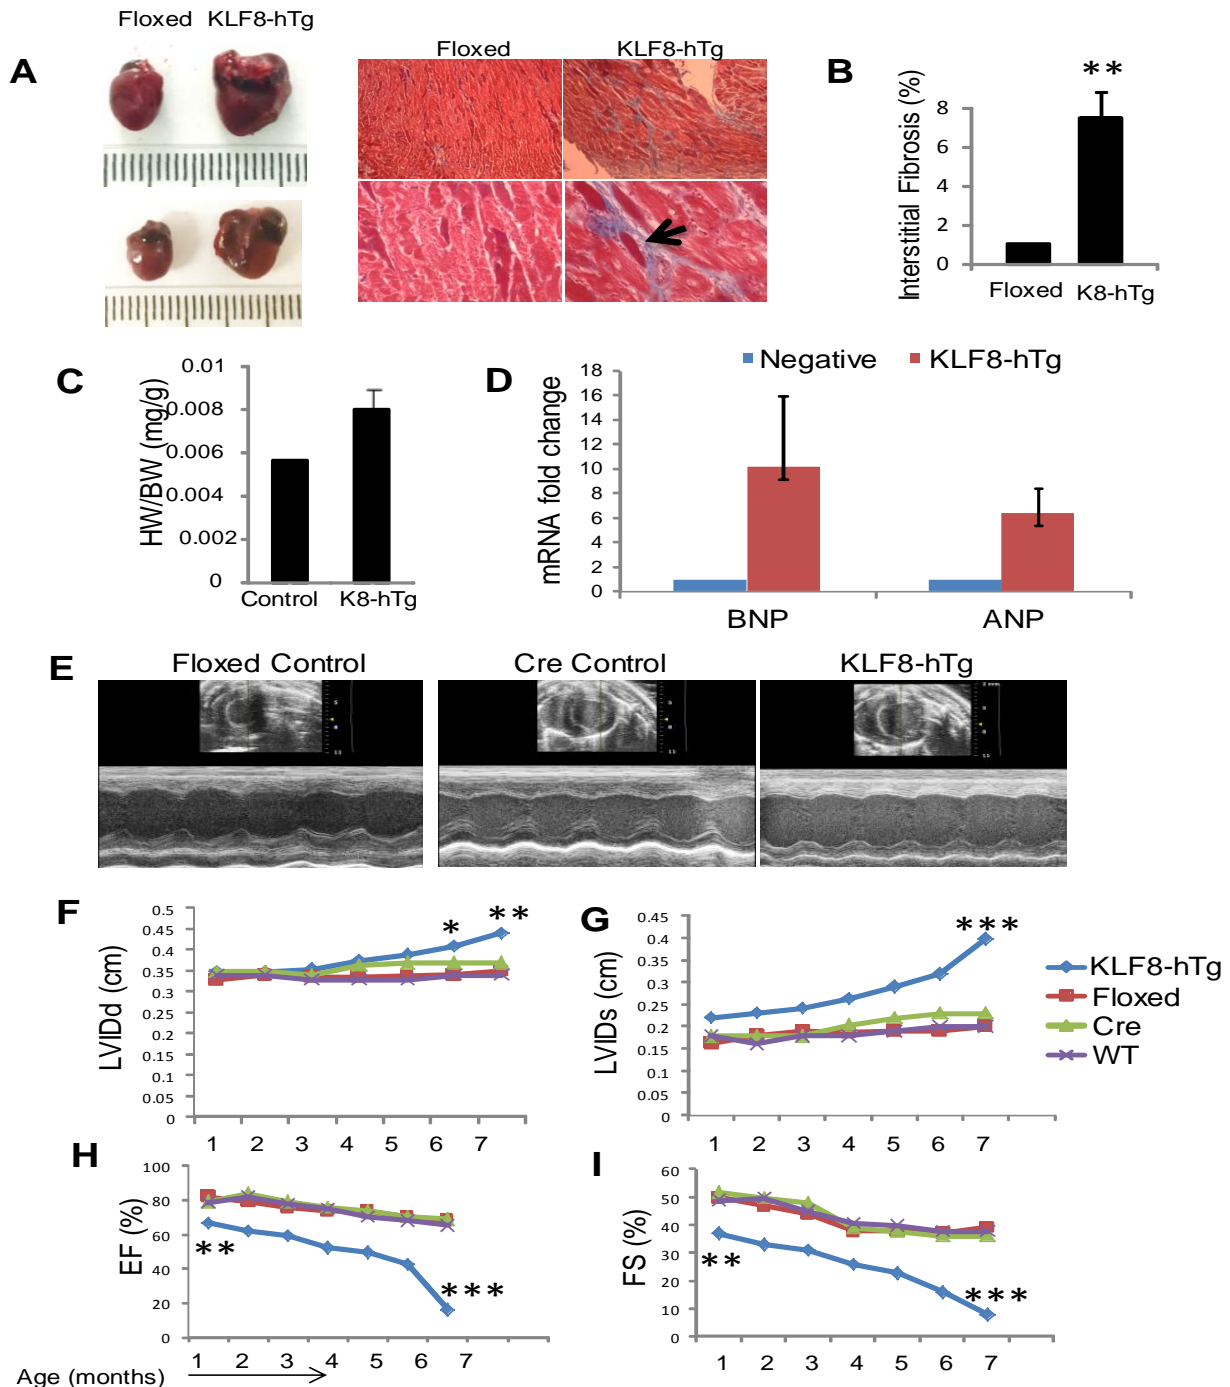 Floxed KLF8-hTg
A
Floxed KLF8-hTg
B
**
Interstitial Fibrosis (%)
8
6
4
2
0
Floxed K8-hTg
C
HW/BW (mg/g)
0.01
0.008
0.006
0.004
0.002
0
Control K8-hTg
D
Negative KLF8-hTg
mRNA fold change
18
16
14
12
10
8
6
4
2
0
BNP ANP
E
Floxed Control Cre Control KLF8-hTg
F
LVIDd (cm)
0.5
0.45
0.4
0.35
0.3
0.25
0.2
0.15
0.1
0.05
0
* **
1 2 3 4 5 6 7
G
LVIDs (cm)
0.45
0.4
0.35
0.3
0.25
0.2
0.15
0.1
0.05
0
***
1 2 3 4 5 6 7
KLF8-hTg
Floxed
Cre
WT
H
EF (%)
100
80
60
40
20
0
**
***
1 2 3 4 5 6 7
Age (months)
I
FS (%)
60
50
40
30
20
10
0
**
***
1 2 3 4 5 6 7